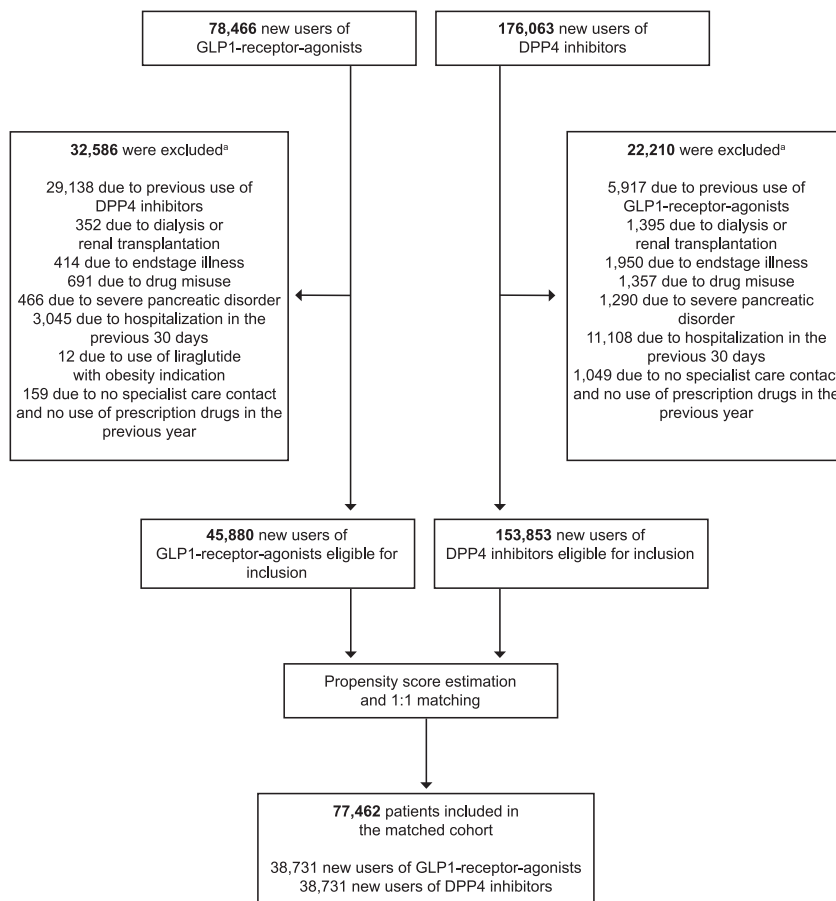 78,466 new users of
GLP1-receptor-agonists
176,063 new users of
DPP4 inhibitors
32,586 were excludedᵃ
29,138 due to previous use of
DPP4 inhibitors
352 due to dialysis or
renal transplantation
414 due to endstage illness
691 due to drug misuse
466 due to severe pancreatic disorder
3,045 due to hospitalization in the
previous 30 days
12 due to use of liraglutide
with obesity indication
159 due to no specialist care contact
and no use of prescription drugs in the
previous year
22,210 were excludedᵃ
5,917 due to previous use of
GLP1-receptor-agonists
1,395 due to dialysis or
renal transplantation
1,950 due to endstage illness
1,357 due to drug misuse
1,290 due to severe pancreatic
disorder
11,108 due to hospitalization in the
previous 30 days
1,049 due to no specialist care contact
and no use of prescription drugs in the
previous year
45,880 new users of
GLP1-receptor-agonists eligible for
inclusion
153,853 new users of
DPP4 inhibitors eligible for inclusion
Propensity score estimation
and 1:1 matching
77,462 patients included in
the matched cohort
38,731 new users of GLP1-receptor-agonists
38,731 new users of DPP4 inhibitors